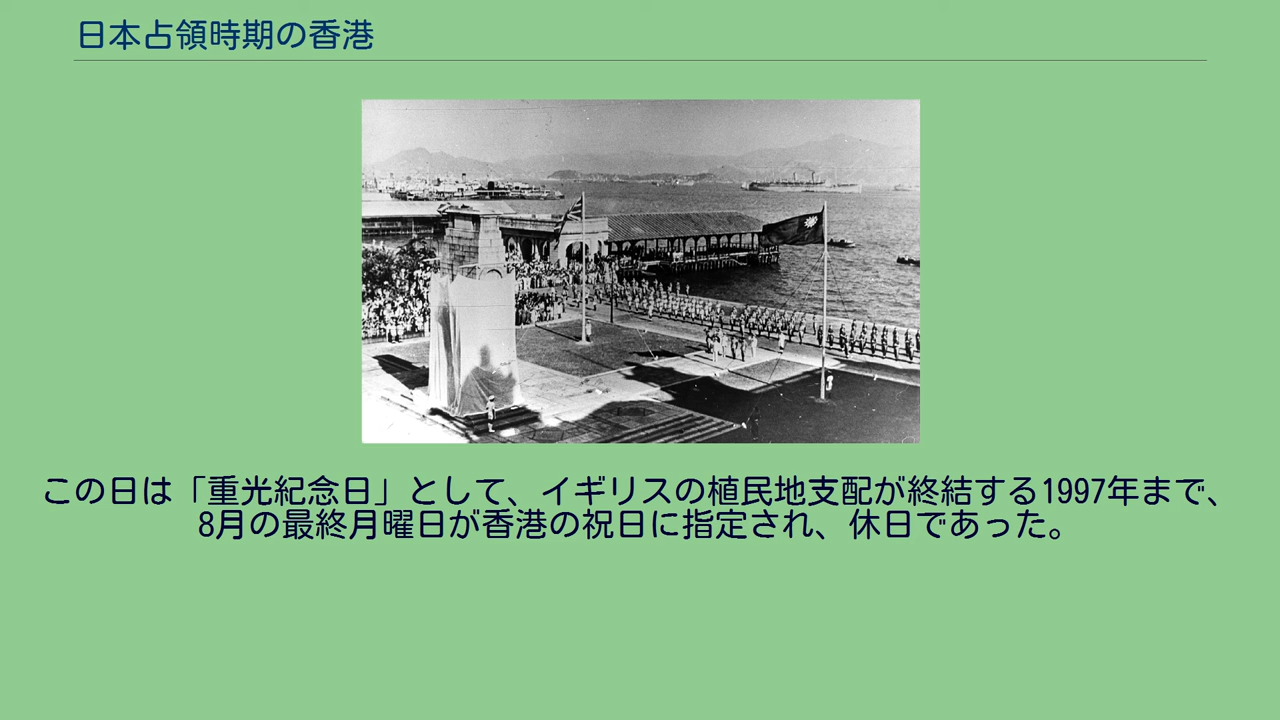 日本占領時期の香港
この日は「重光紀念日」として、イギリスの植民地支配が終結する1997年まで、
8月の最終月曜日が香港の祝日に指定され、休日であった。